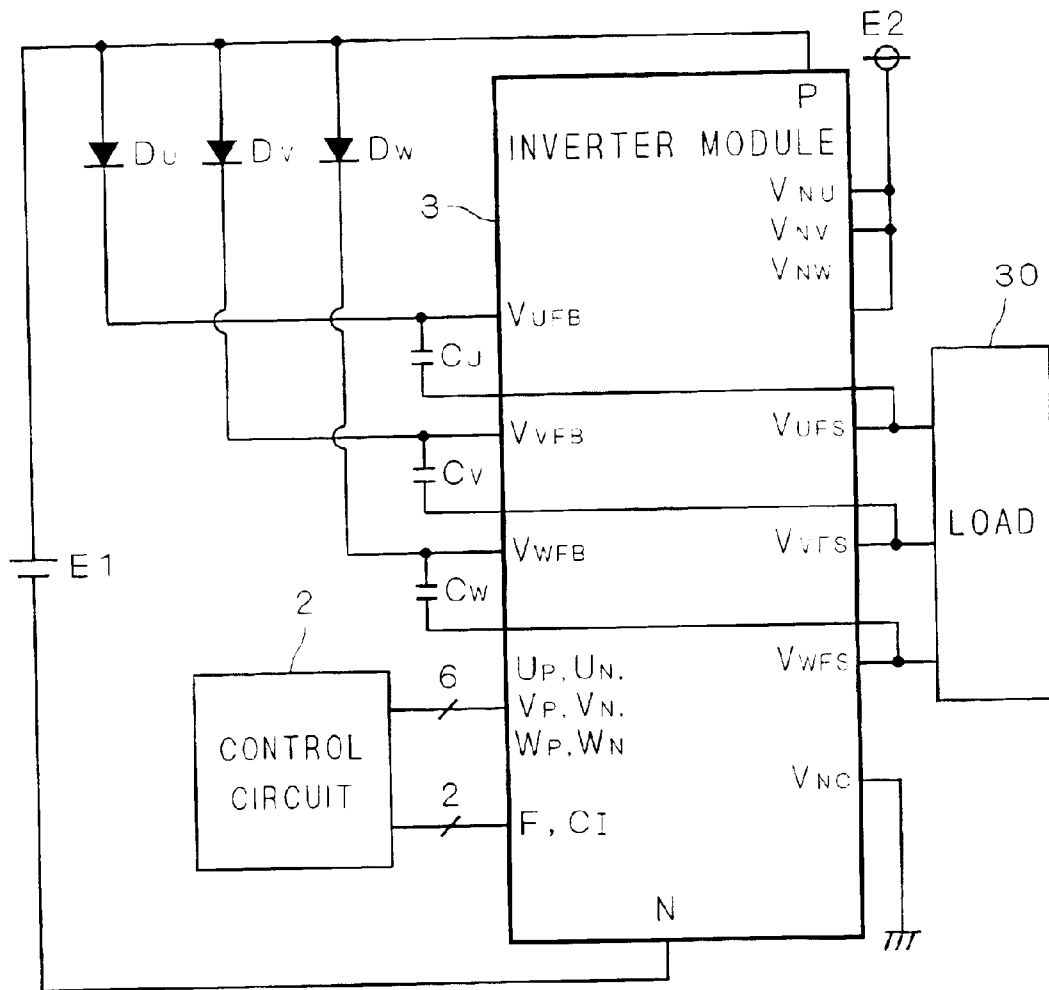 E2
P
DU DV DW
INVERTER MODULE
VNU
3
VNV
VNW
30
VUFB
CJ
VUFS
VVFB
CV
LOAD
VVFS
VWFB
E1
CW
2
VWFS
6
UP, UN,
VP, VN,
WP, WN
CONTROL
CIRCUIT
VNC
2
F, CI
N